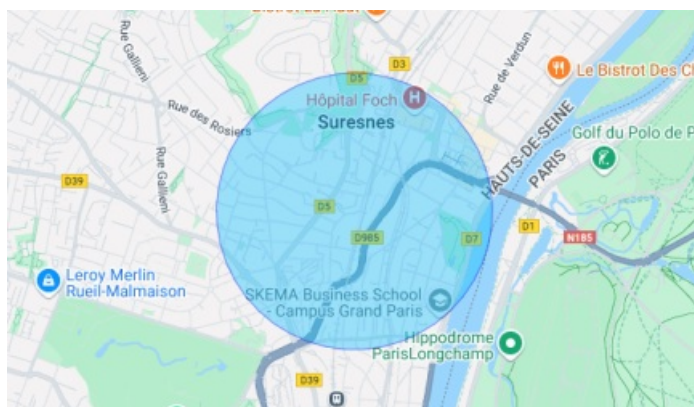 Rue Gallieni
D5
D3
Rue de Verdun
Le Bistrot Des
Hôpital Foch
H
Rue des Rosiers
Suresnes
HAUTS-DE-SEINE
PARIS
Golf du Polo de P
D39
Rue Gallieni
D5
D1
D985
D7
N185
Leroy Merlin
Rueil-Malmaison
SKEMA Business School
- Campus Grand Paris
Hippodrome
ParisLongchamp
D39